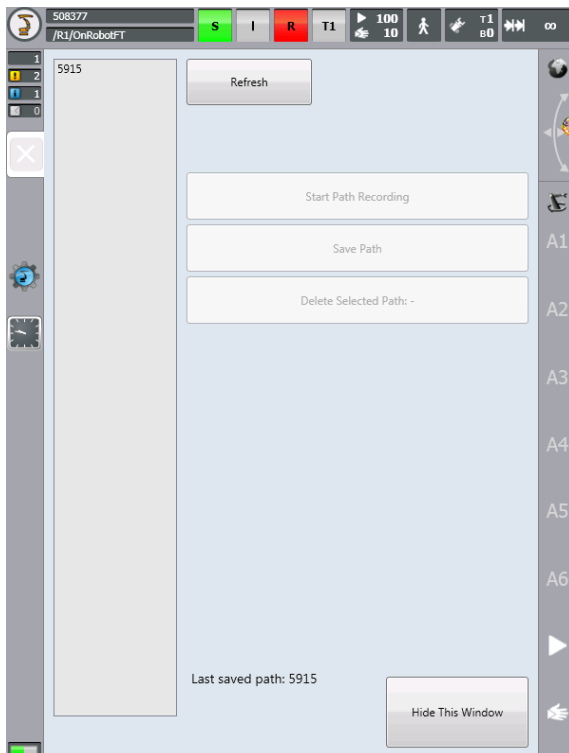 508377
/R1/OnRobotFT
S
I
R
T1
100
10
T1
B0
∞
1
2
1
0
5915
Refresh
Start Path Recording
Save Path
Delete Selected Path: -
A1
A2
A3
A4
A5
A6
Last saved path: 5915
Hide This Window